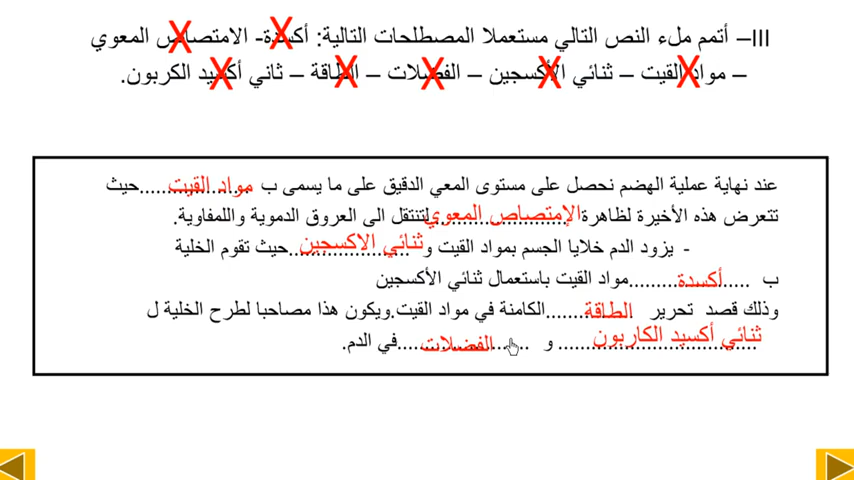 III– أتمم ملء النص التالي مستعملا المصطلحات التالية: أكسدة- الامتصاص المعوي
– مواد القيت – ثنائي الأكسجين – الفضلات – الطاقة – ثاني أكسيد الكربون.
عند نهاية عملية الهضم نحصل على مستوى المعي الدقيق على ما يسمى ب مواد القيت حيث
تتعرض هذه الأخيرة لظاهرة الإمتصاص المعوي لتنتقل الى العروق الدموية واللمفاوية.
- يزود الدم خلايا الجسم بمواد القيت و ثنائي الاكسجين حيث تقوم الخلية
ب ..... أكسدة ......... مواد القيت باستعمال ثنائي الأكسجين
وذلك قصد تحرير الطاقة ....... الكامنة في مواد القيت.ويكون هذا مصاحبا لطرح الخلية ل
ثنائي أكسيد الكاربون و الفضلات في الدم.